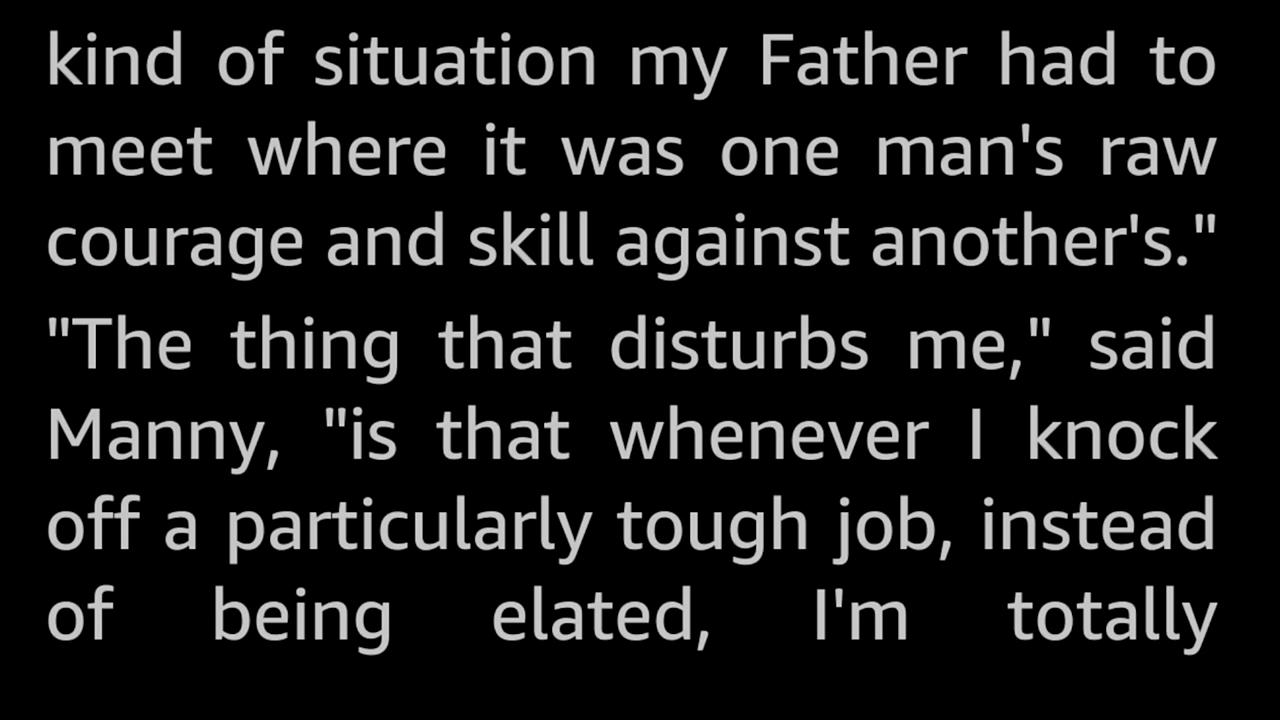 kind of situation my Father had to
meet where it was one man's raw
courage and skill against another's."
"The thing that disturbs me," said
Manny, "is that whenever I knock
off a particularly tough job, instead
of being elated, I'm totally